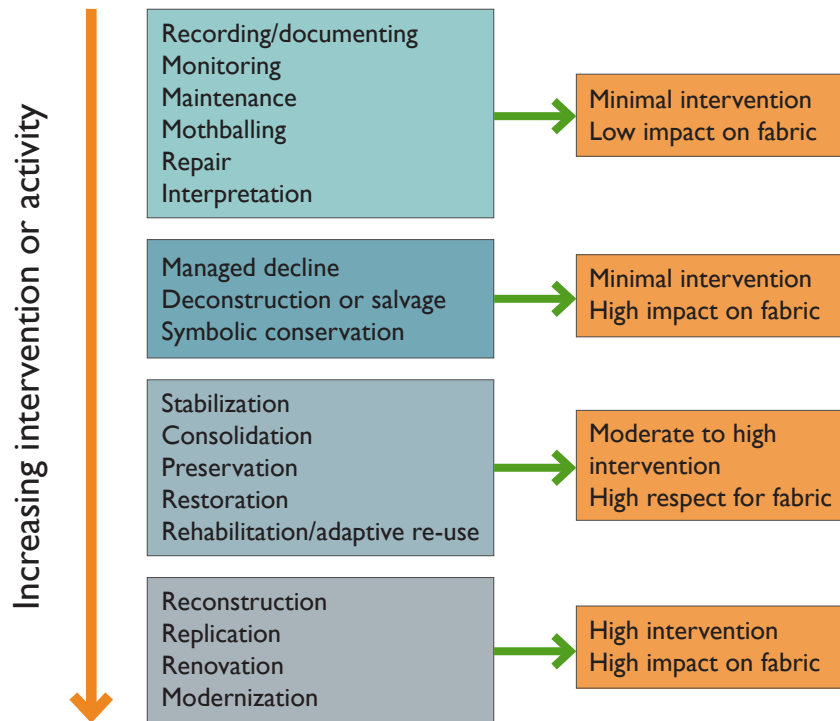 Increasing intervention or activity
Recording/documenting
Monitoring
Maintenance
Mothballing
Repair
Interpretation
Minimal intervention
Low impact on fabric
Managed decline
Deconstruction or salvage
Symbolic conservation
Minimal intervention
High impact on fabric
Stabilization
Consolidation
Preservation
Restoration
Rehabilitation/adaptive re-use
Moderate to high
intervention
High respect for fabric
Reconstruction
Replication
Renovation
Modernization
High intervention
High impact on fabric